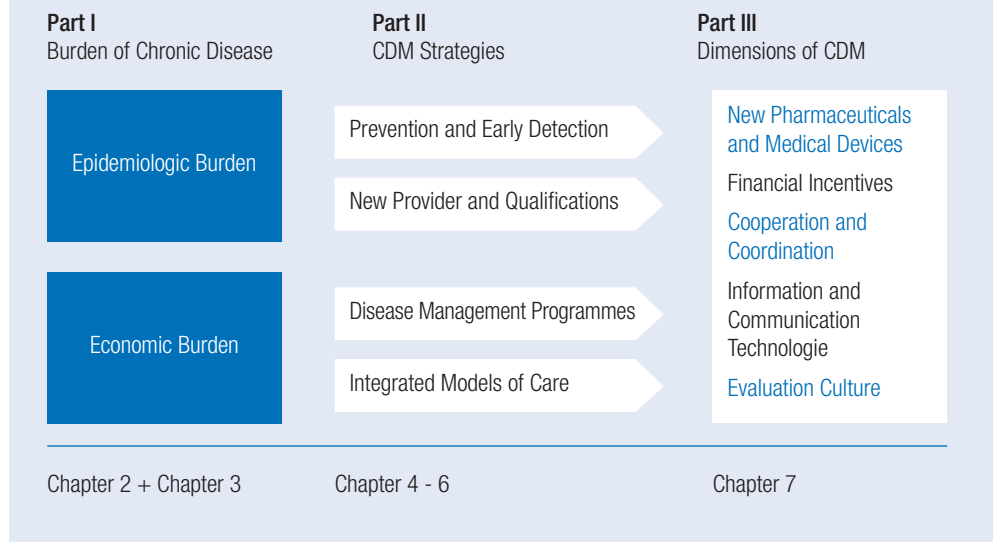 Part I
Burden of Chronic Disease
Part II
CDM Strategies
Part III
Dimensions of CDM
Epidemiologic Burden
Economic Burden
Prevention and Early Detection
New Provider and Qualifications
Disease Management Programmes
Integrated Models of Care
New Pharmaceuticals
and Medical Devices
Financial Incentives
Cooperation and
Coordination
Information and
Communication
Technologie
Evaluation Culture
Chapter 2 + Chapter 3
Chapter 4 - 6
Chapter 7